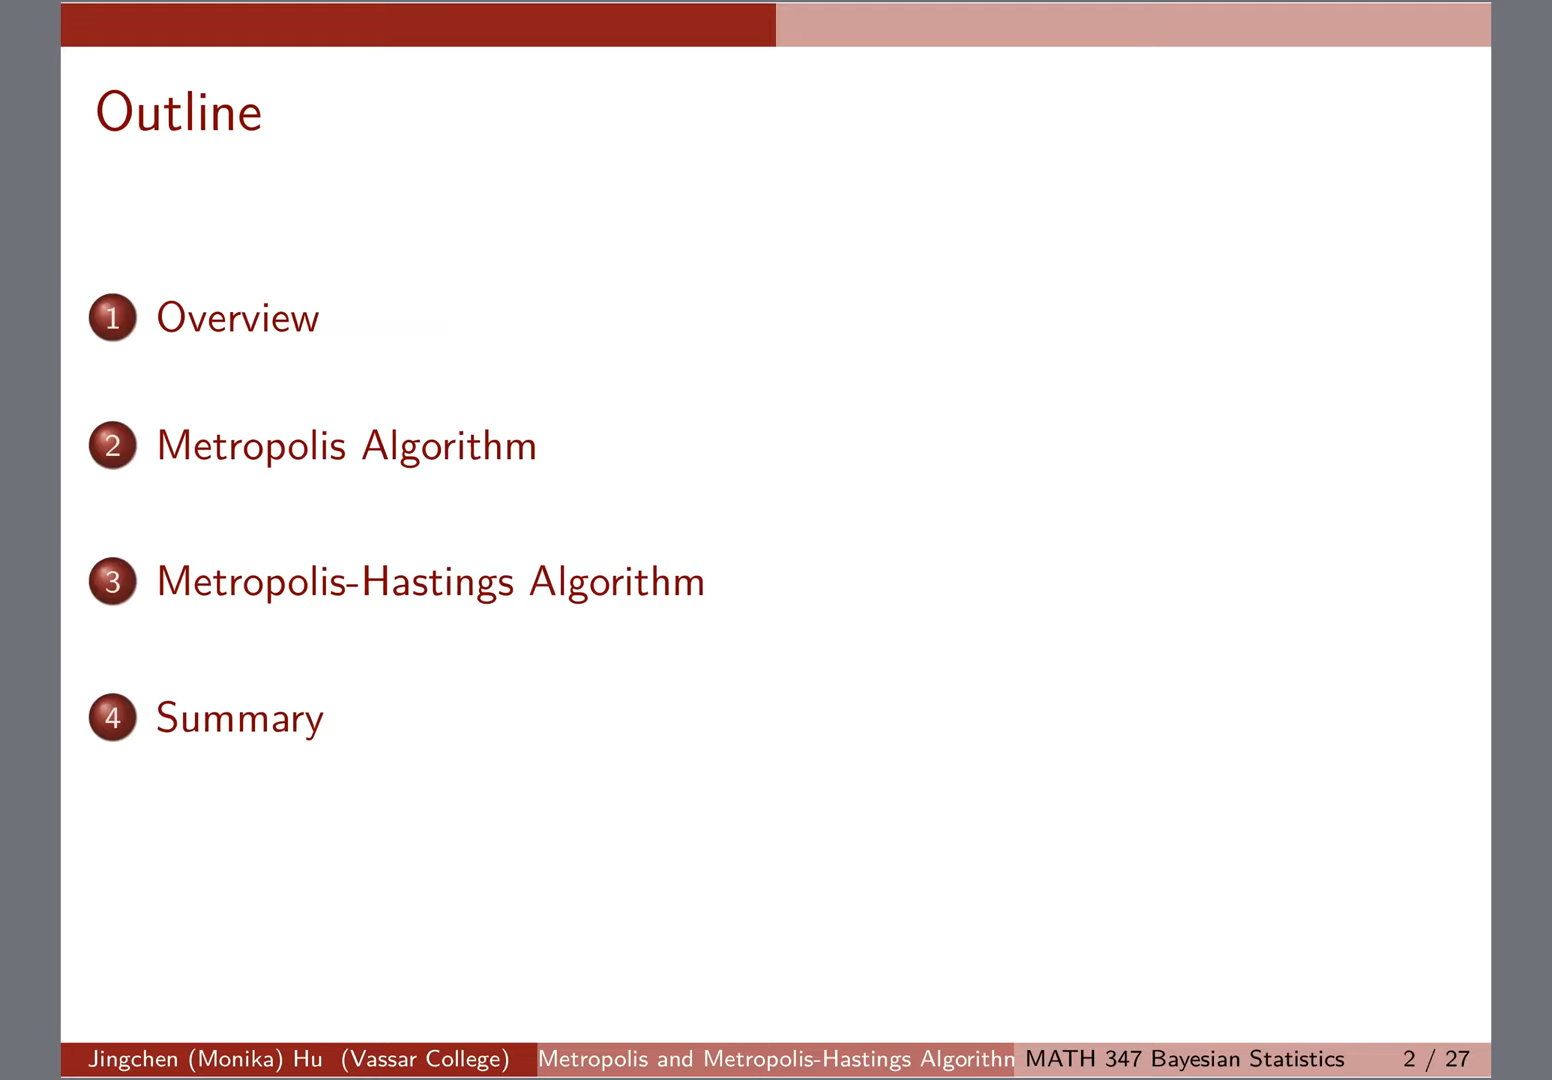 Outline
1 Overview
2 Metropolis Algorithm
3 Metropolis-Hastings Algorithm
4 Summary
Jingchen (Monika) Hu (Vassar College) Metropolis and Metropolis-Hastings Algorithn MATH 347 Bayesian Statistics 2 / 27